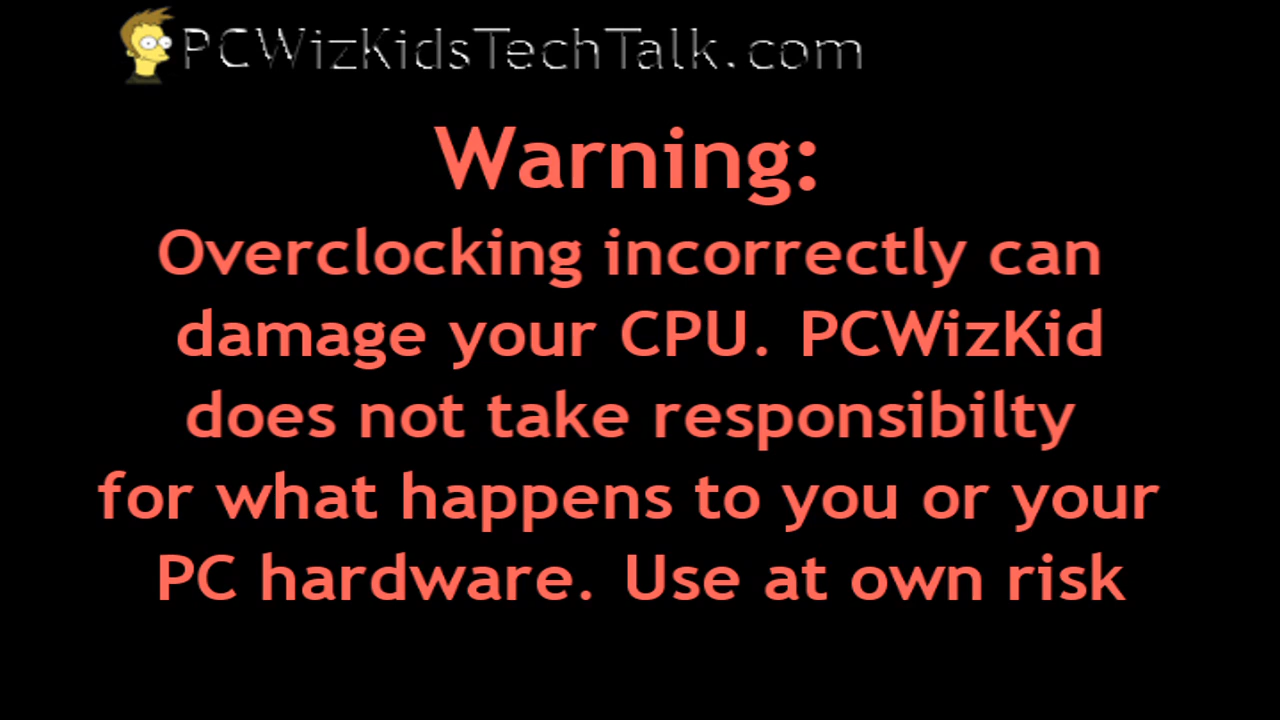 PCWizKidsTechTalk.com
Warning:
Overclocking incorrectly can
damage your CPU. PCWizKid
does not take responsibilty
for what happens to you or your
PC hardware. Use at own risk